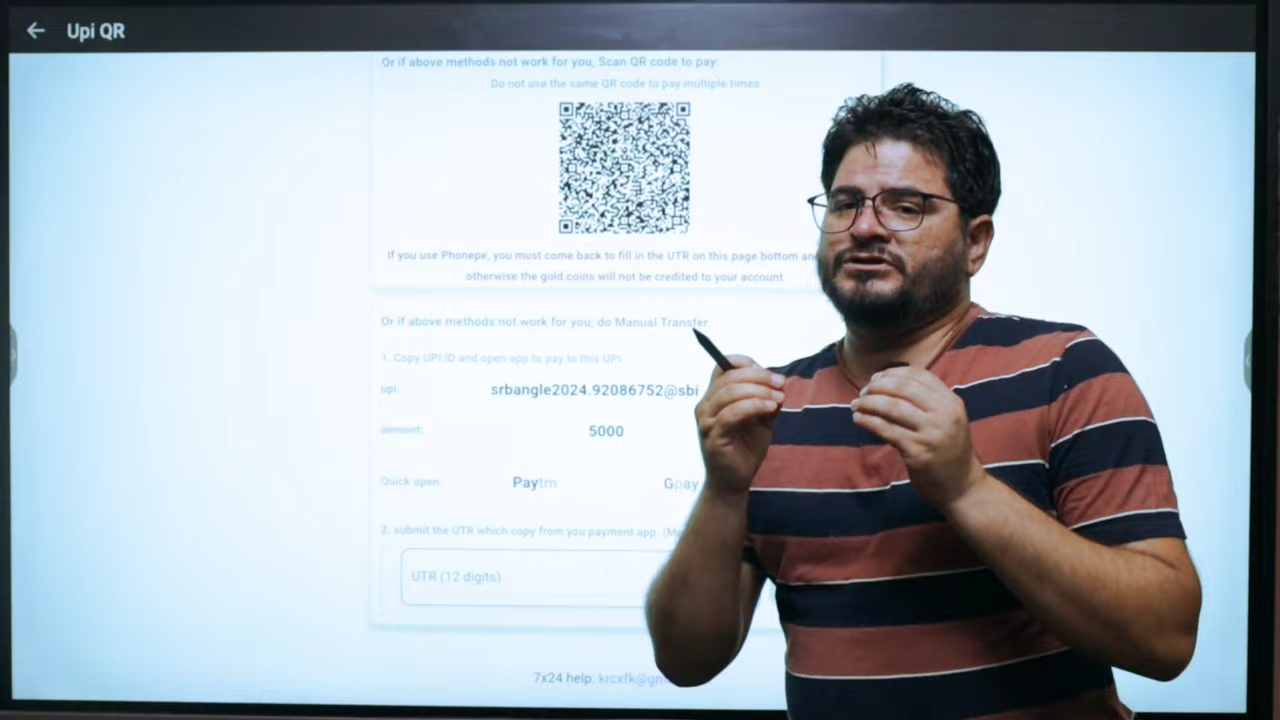 Upi QR
Or if above methods not work for you, Scan QR code to pay:
Do not use the same QR code to pay multiple times
If you use Phonepe, you must come back to fill in the UTR on this page bottom
otherwise the gold coins will not be credited to your account
Or if above methods not work for you, do Manual Transfer
1. Copy UPI ID and open app to pay to this UPI
upi: srbangle2024.92086752@sbi
amount: 5000
Quick open Paytm Gpay
2. submit the UTR which copy from you payment app
UTR (12 digits)
7x24 help: